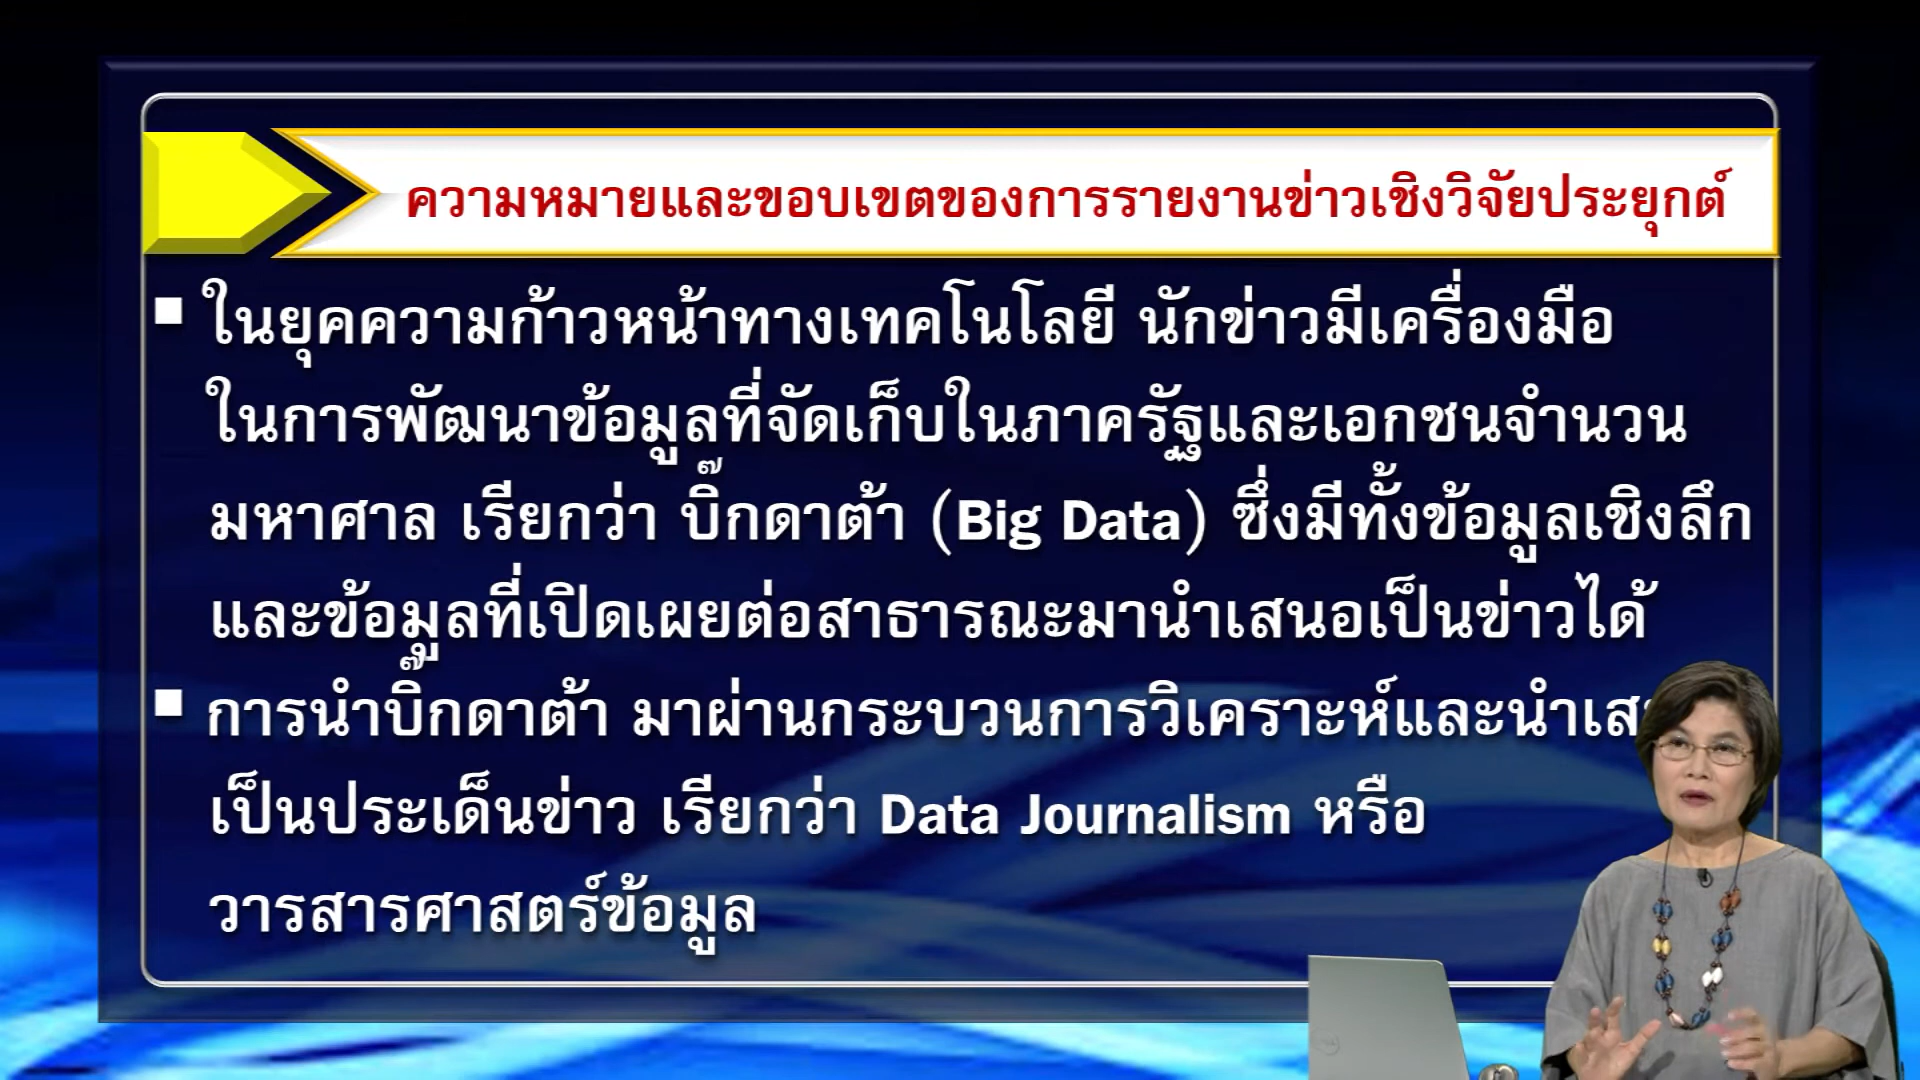 ความหมายและขอบเขตของการรายงานข่าวเชิงวิจัยประยุกต์
ในยุคความก้าวหน้าทางเทคโนโลยี นักข่าวมีเครื่องมือ
ในการพัฒนาข้อมูลที่จัดเก็บในภาครัฐและเอกชนจำนวน
มหาศาล เรียกว่า บิ๊กดาต้า (Big Data) ซึ่งมีทั้งข้อมูลเชิงลึก
และข้อมูลที่เปิดเผยต่อสาธารณะมานำเสนอเป็นข่าวได้
การนำบิ๊กดาต้า มาผ่านกระบวนการวิเคราะห์และ
เป็นประเด็นข่าว เรียกว่า Data Journalism หรือ
วารสารศาสตร์ข้อมูล